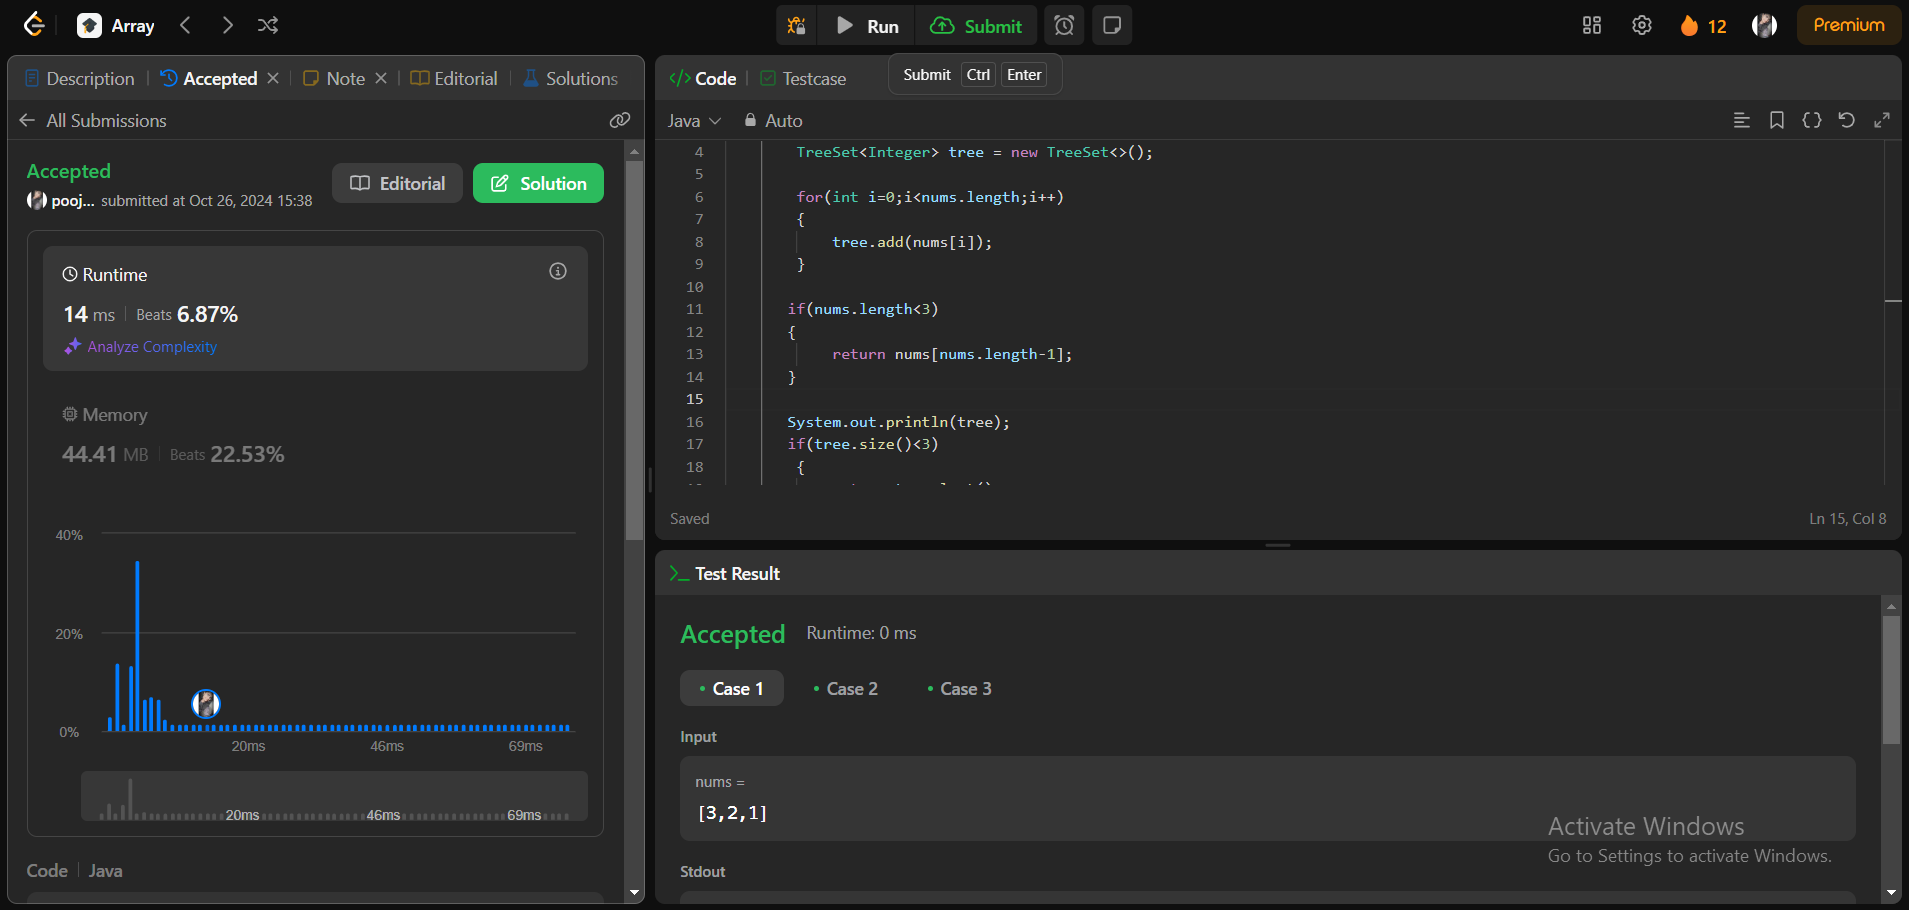 Array
Run
Submit
12
Premium
Description
Accepted
Note
Editorial
Solutions
All Submissions
Accepted
Editorial
Solution
pooj... submitted at Oct 26, 2024 15:38
Runtime
14 ms Beats 6.87%
Analyze Complexity
Memory
44.41 MB Beats 22.53%
40%
20%
0%
20ms 46ms 69ms
20ms 46ms 69ms
Code Java
Code
Testcase
Submit Ctrl Enter
Java Auto
4 TreeSet<Integer> tree = new TreeSet<>();
5
6 for(int i=0;i<nums.length;i++)
7 {
8 tree.add(nums[i]);
9 }
10
11 if(nums.length<3)
12 {
13 return nums[nums.length-1];
14 }
15
16 System.out.println(tree);
17 if(tree.size()<3)
18 {
Saved
Ln 15, Col 8
Test Result
Accepted Runtime: 0 ms
Case 1 Case 2 Case 3
Input
nums =
[3,2,1]
Stdout
Activate Windows
Go to Settings to activate Windows.